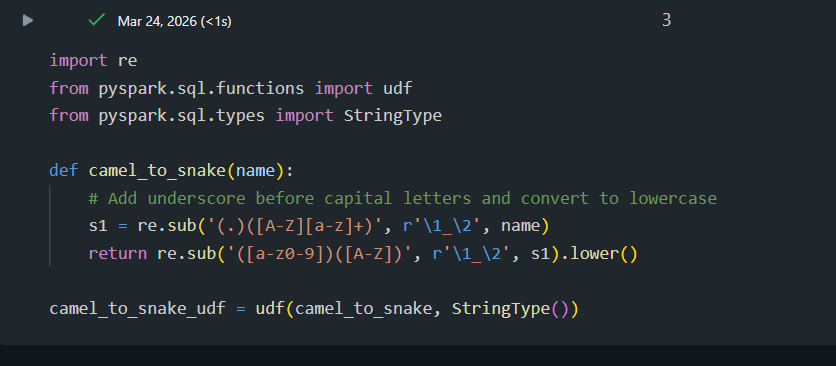 Mar 24, 2026 (<1s)
3
import re
from pyspark.sql.functions import udf
from pyspark.sql.types import StringType
def camel_to_snake(name):
# Add underscore before capital letters and convert to lowercase
s1 = re.sub('(.)([A-Z][a-z]+)', r'\1_\2', name)
return re.sub('([a-z0-9])([A-Z])', r'\1_\2', s1).lower()
camel_to_snake_udf = udf(camel_to_snake, StringType())